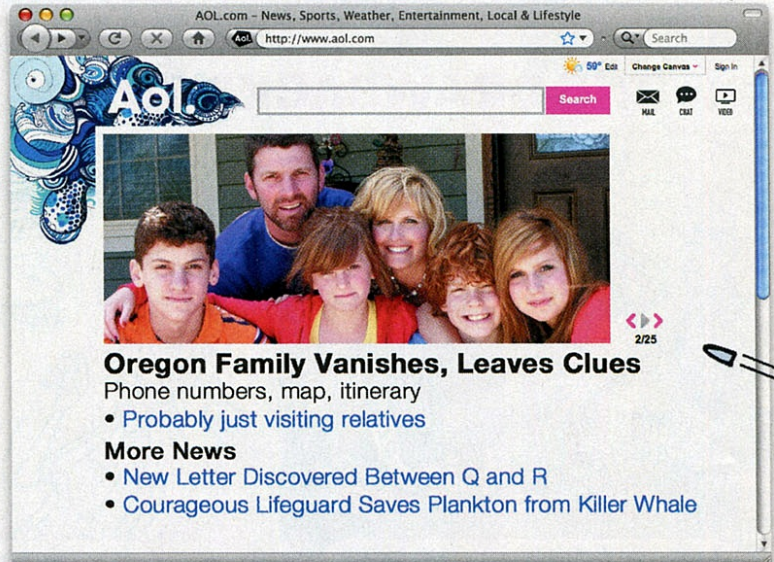 AOL.com – News, Sports, Weather, Entertainment, Local & Lifestyle
Aol. http://www.aol.com Search
59° Edit Change Canvas Sign In
Aol. Search
MAIL CHAT VIDEO
2/25
Oregon Family Vanishes, Leaves Clues
Phone numbers, map, itinerary
• Probably just visiting relatives
More News
• New Letter Discovered Between Q and R
• Courageous Lifeguard Saves Plankton from Killer Whale